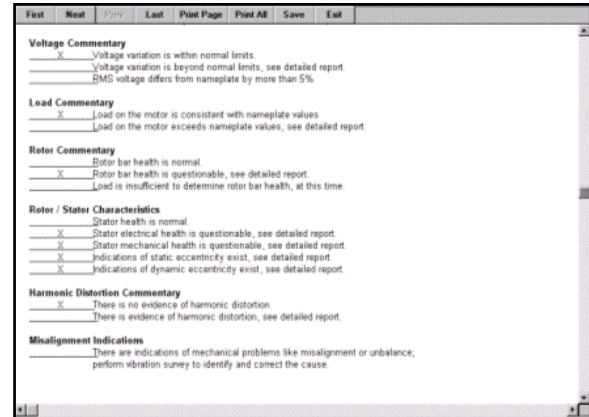 First Next Prev Last Print Page Print All Save Exit
Voltage Commentary
X Voltage variation is within normal limits.
Voltage variation is beyond normal limits, see detailed report.
RMS voltage differs from nameplate by more than 5%.
Load Commentary
X Load on the motor is consistent with nameplate values.
Load on the motor exceeds nameplate values, see detailed report.
Rotor Commentary
Rotor bar health is normal.
X Rotor bar health is questionable, see detailed report.
Load is insufficient to determine rotor bar health, at this time.
Rotor / Stator Characteristics
Stator health is normal.
X Stator electrical health is questionable, see detailed report.
X Stator mechanical health is questionable, see detailed report.
X Indications of static eccentricity exist, see detailed report.
X Indications of dynamic eccentricity exist, see detailed report.
Harmonic Distortion Commentary
X There is no evidence of harmonic distortion.
There is evidence of harmonic distortion, see detailed report.
Misalignment Indications
There are indications of mechanical problems like misalignment or unbalance;
perform vibration survey to identify and correct the cause.